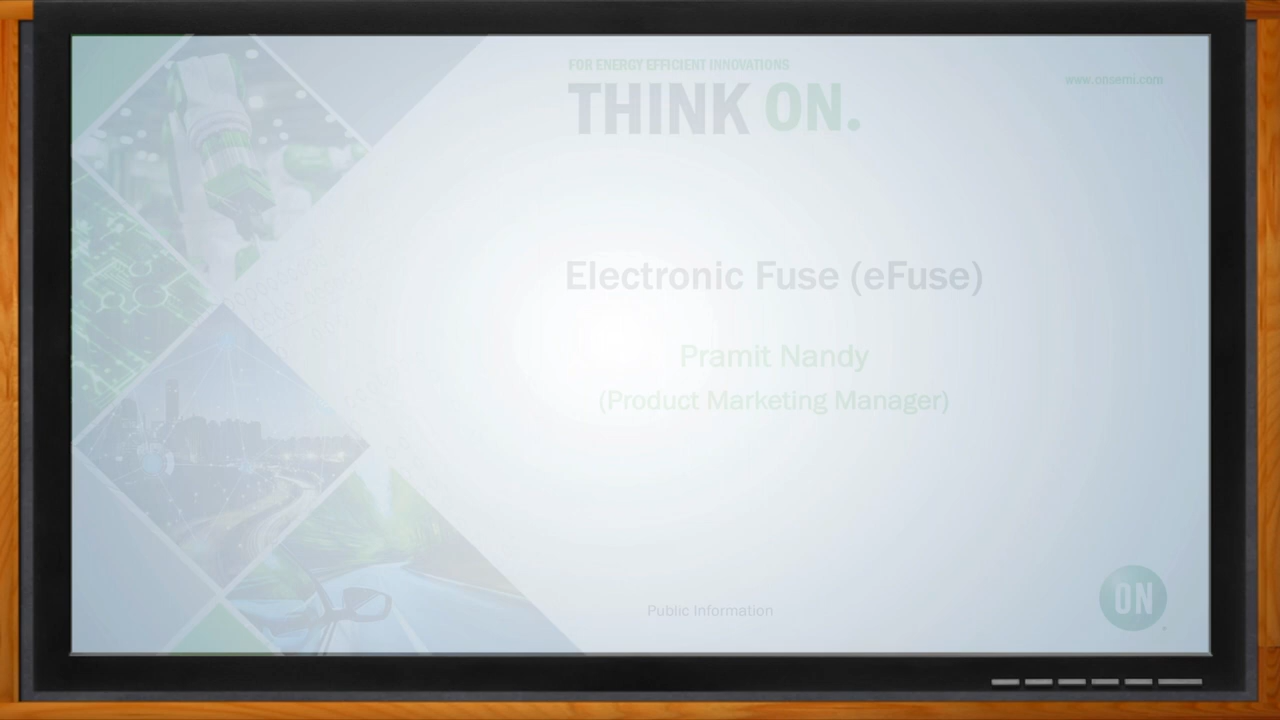 FOR ENERGY EFFICIENT INNOVATIONS
THINK ON.
www.onsemi.com
Electronic Fuse (eFuse)
Pramit Nandy
(Product Marketing Manager)
Public Information
ON